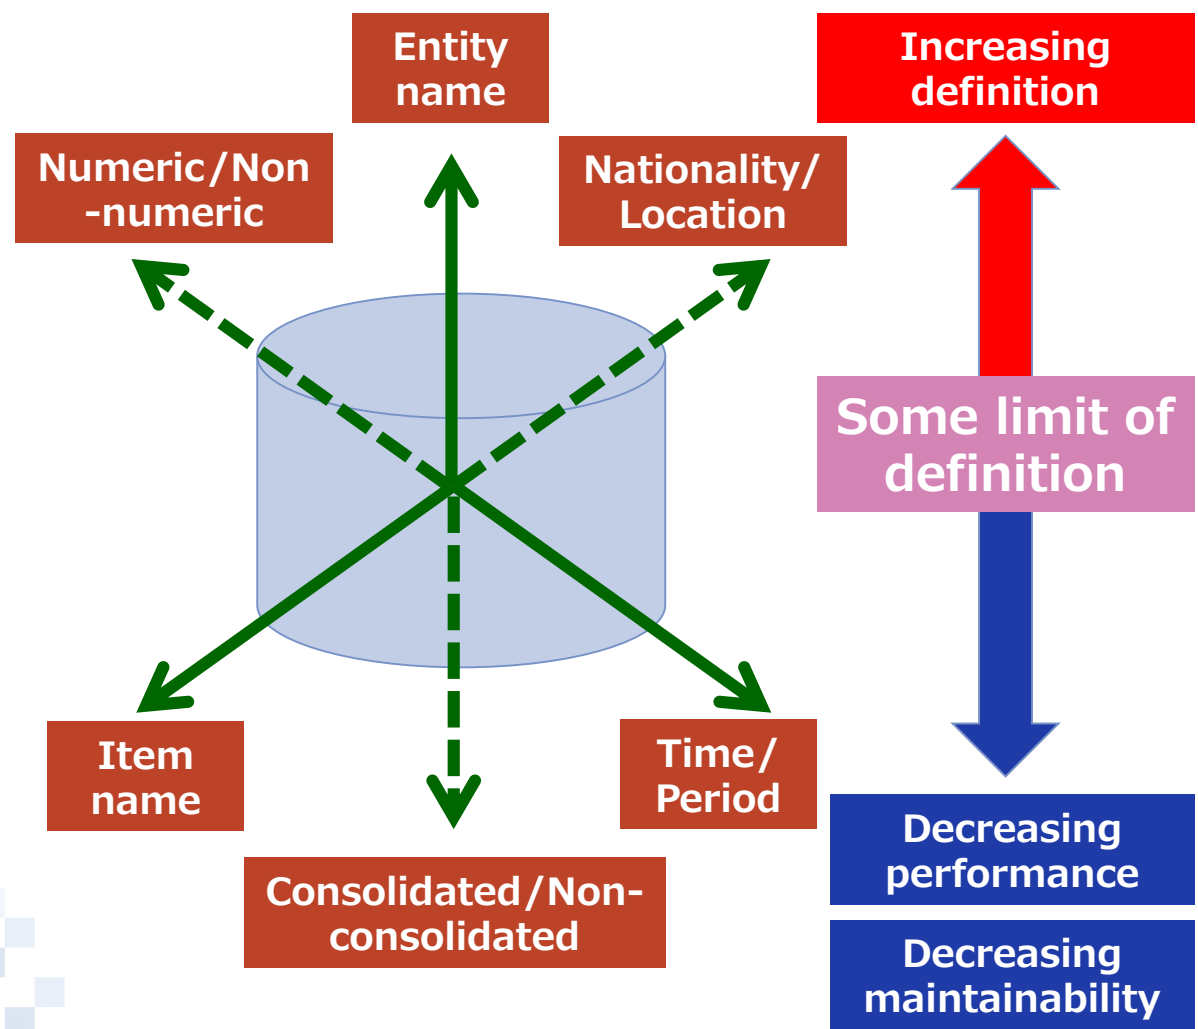 Entity
name
Increasing
definition
Numeric/Non
-numeric
Nationality/
Location
Some limit of
definition
Item
name
Time/
Period
Consolidated/Non-
consolidated
Decreasing
performance
Decreasing
maintainability